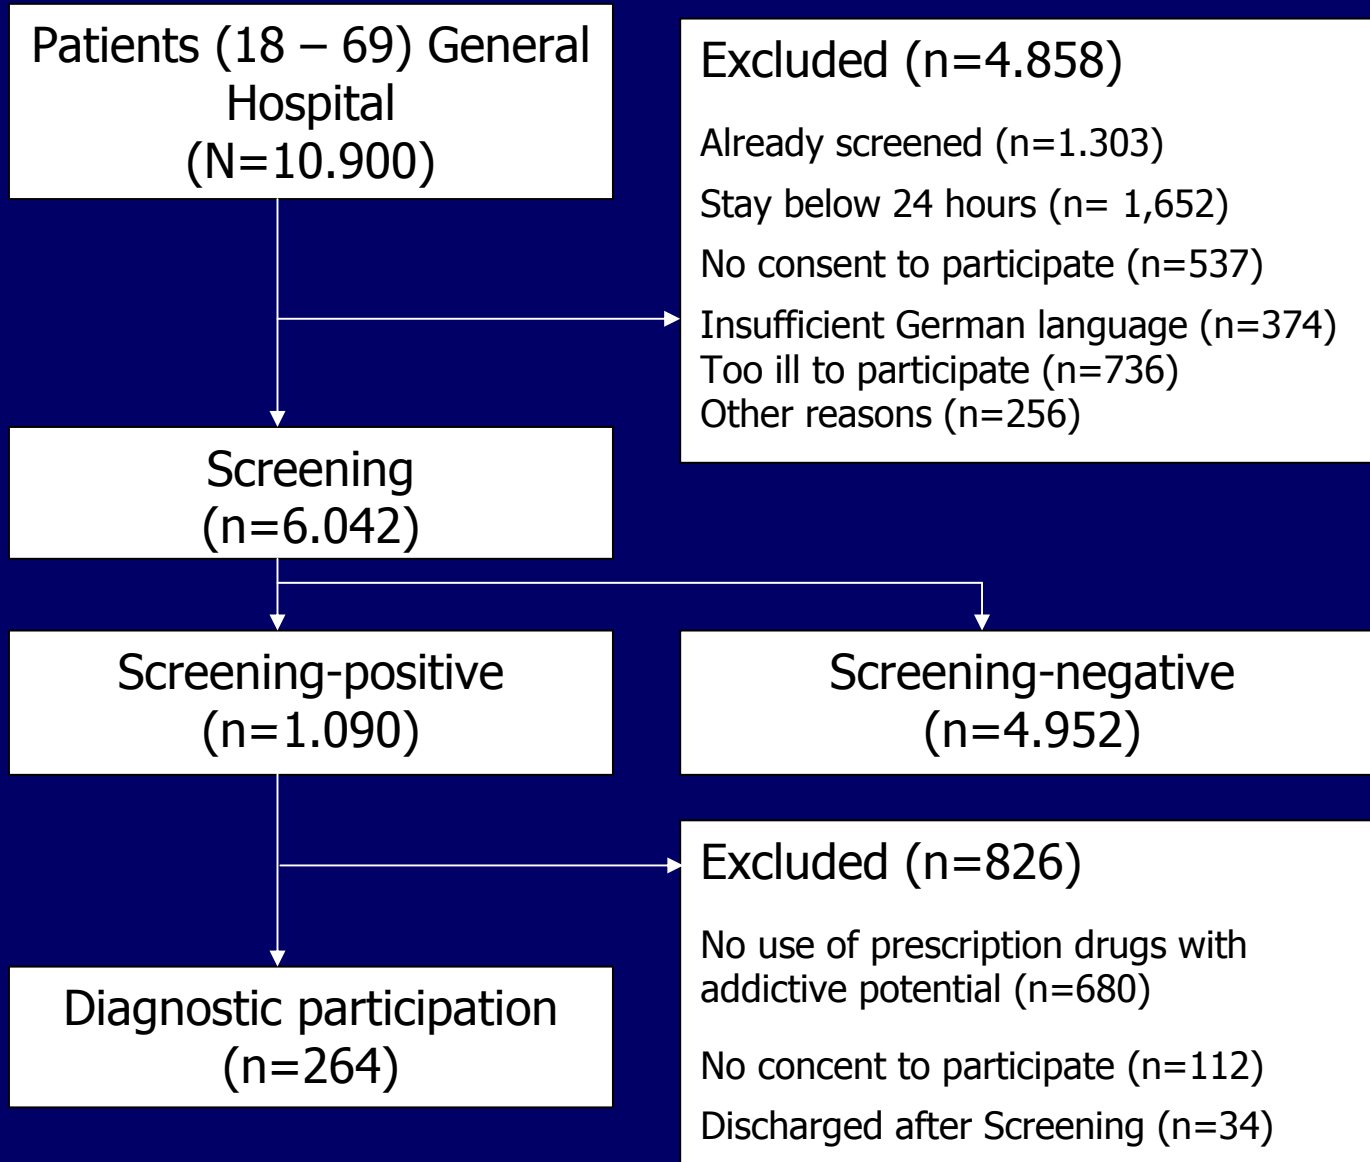 Patients (18 – 69) General
Hospital
(N=10.900)
Excluded (n=4.858)
Already screened (n=1.303)
Stay below 24 hours (n= 1,652)
No consent to participate (n=537)
Insufficient German language (n=374)
Too ill to participate (n=736)
Other reasons (n=256)
Screening
(n=6.042)
Screening-positive
(n=1.090)
Screening-negative
(n=4.952)
Excluded (n=826)
No use of prescription drugs with
addictive potential (n=680)
No concent to participate (n=112)
Discharged after Screening (n=34)
Diagnostic participation
(n=264)